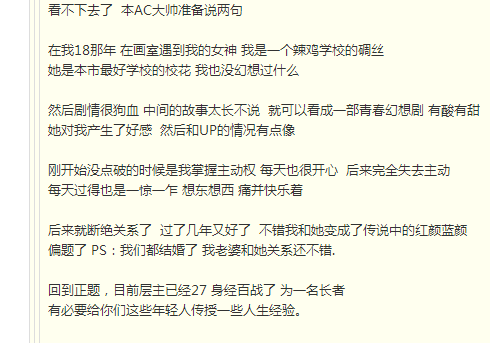 看不下去了 本AC大帅准备说两句
在我18那年 在画室遇到我的女神 我是一个辣鸡学校的碉丝
她是本市最好学校的校花 我也没幻想过什么
然后剧情很狗血 中间的故事太长不说 就可以看成一部青春幻想剧 有酸有甜
她对我产生了好感 然后和UP的情况有点像
刚开始没点破的时候是我掌握主动权 每天也很开心 后来完全失去主动
每天过得也是一惊一乍 想东想西 痛并快乐着
后来就断绝关系了 过了几年又好了 不错我和她变成了传说中的红颜蓝颜
偏题了 PS：我们都结婚了 我老婆和她关系还不错.
回到正题，目前层主已经27 身经百战了 为一名长者
有必要给你们这些年轻人传授一些人生经验。